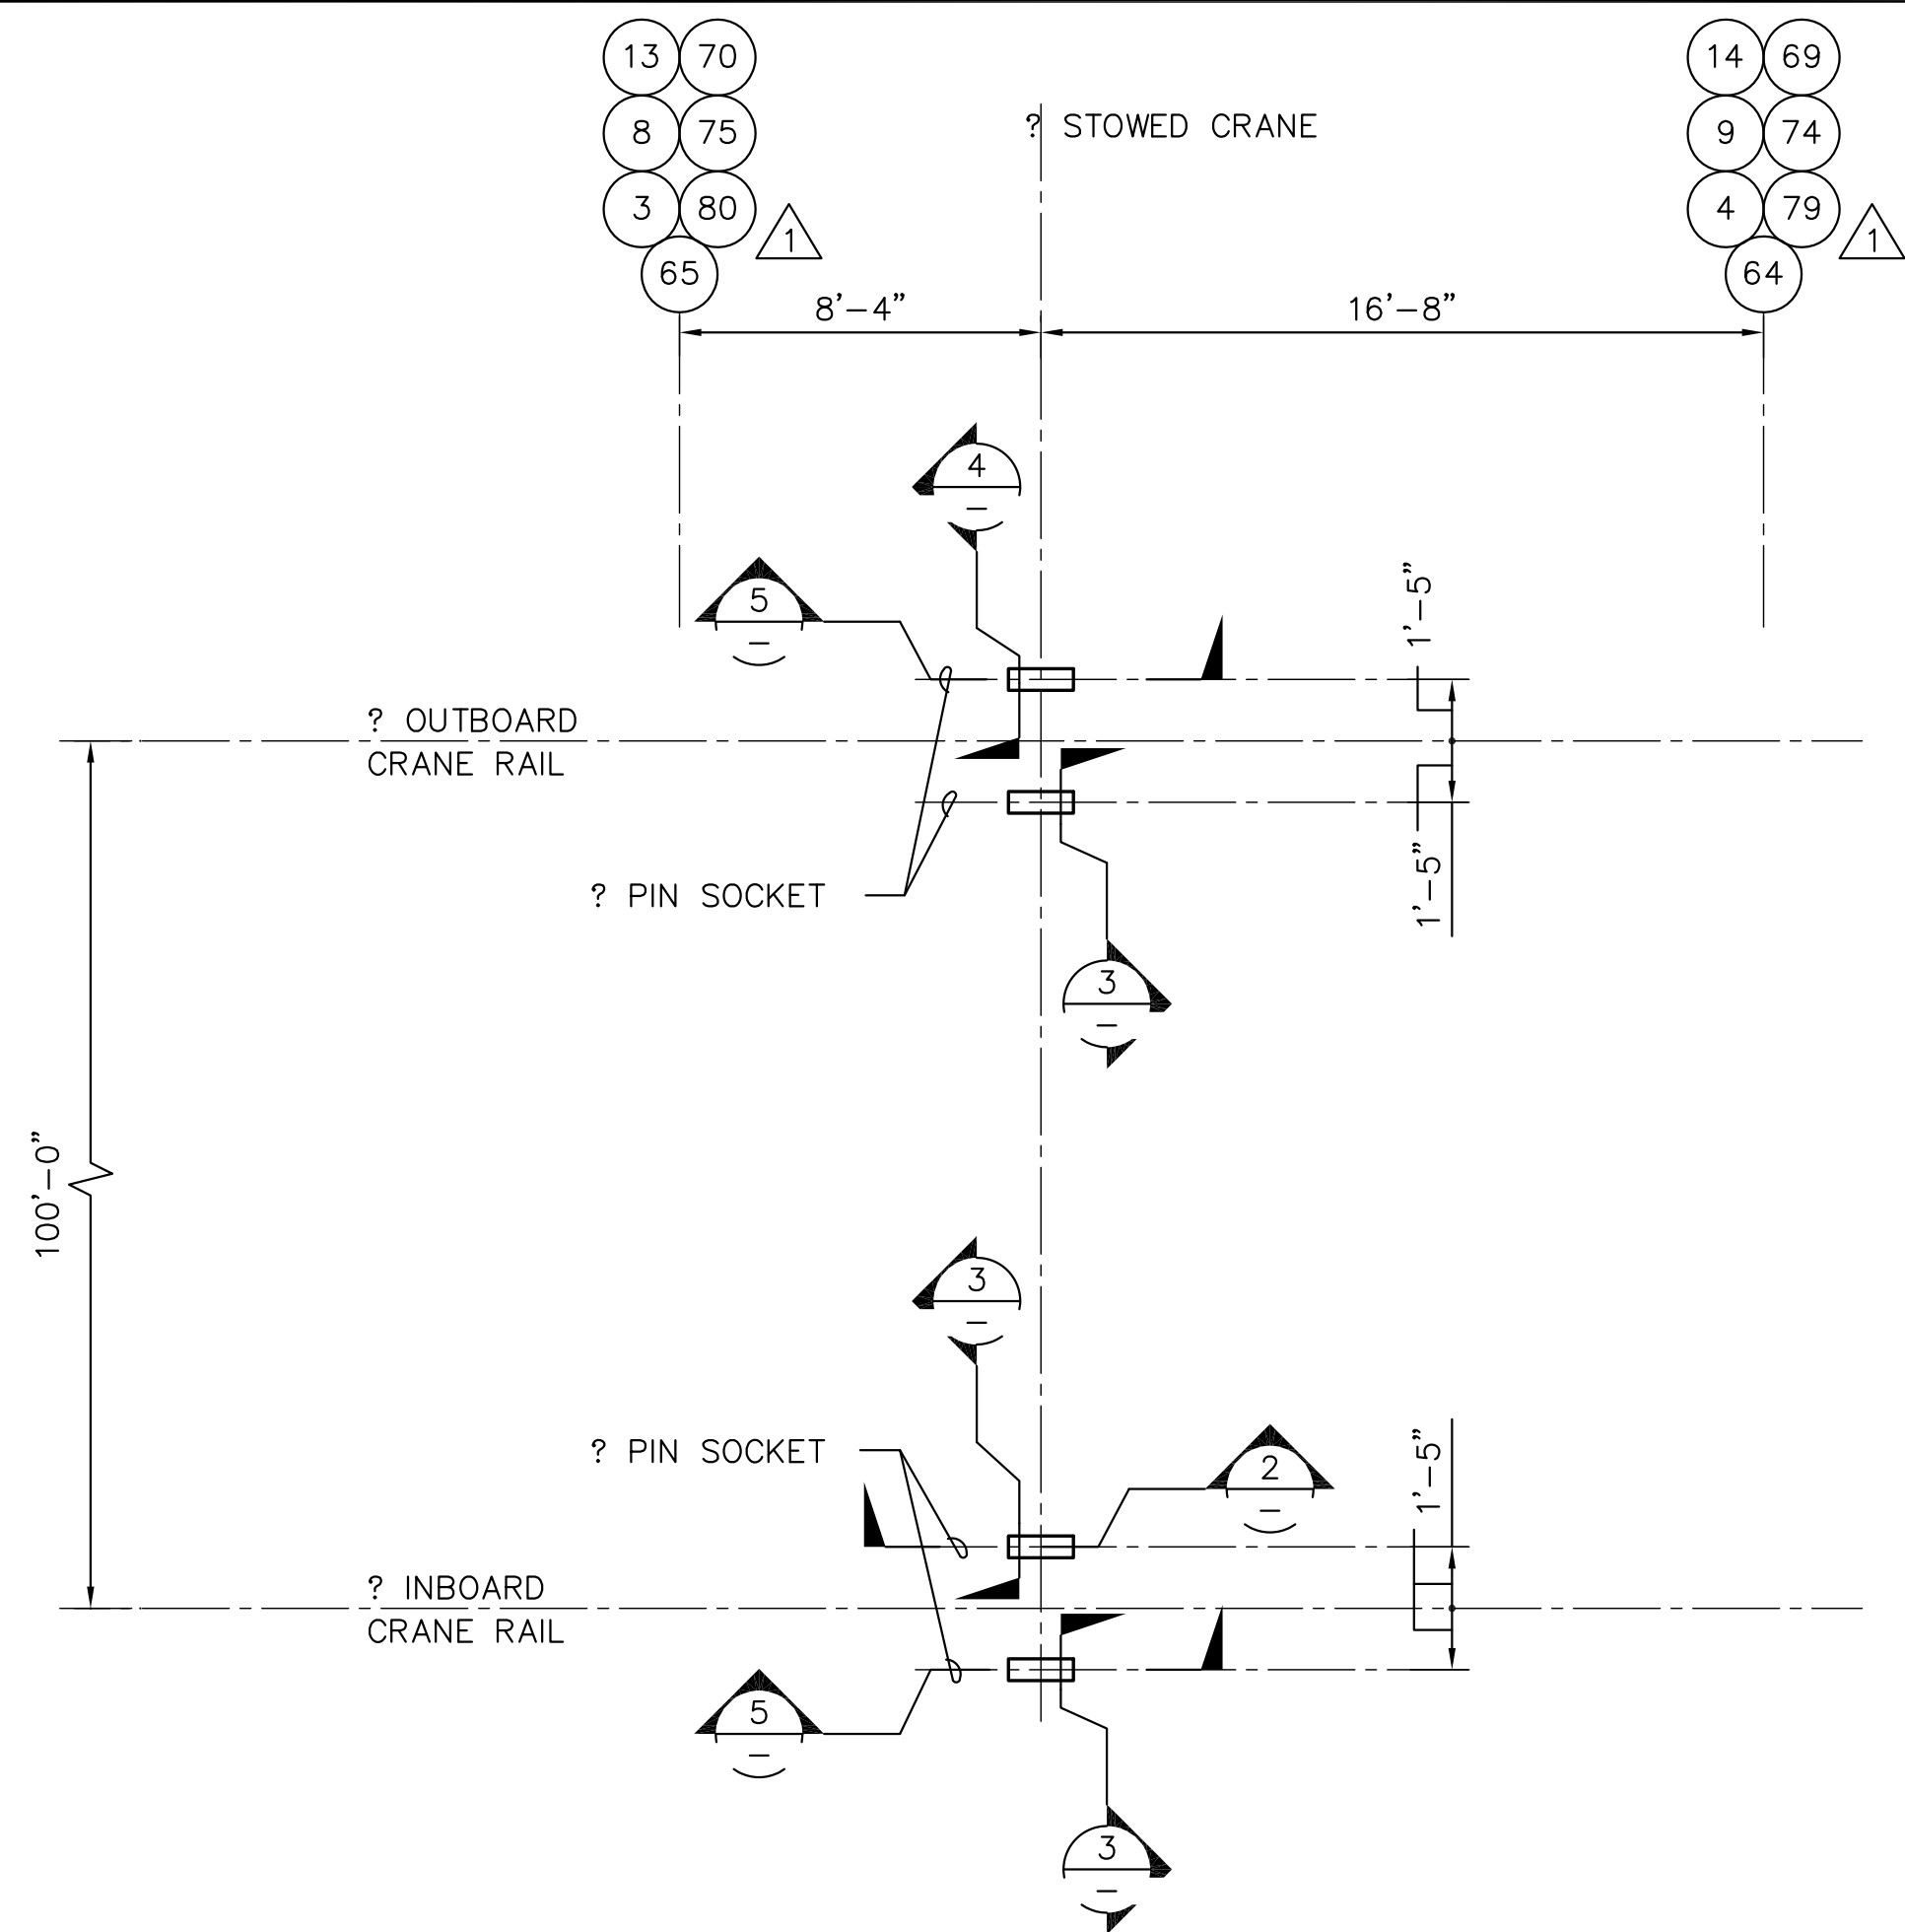 13 70 14 69
? STOWED CRANE
8 75 9 74
3 80 4 79
1 1
65 64
8'-4" 16'-8"
4
-
5
-
1'-5"
? OUTBOARD
CRANE RAIL
1'-5"
? PIN SOCKET
3
-
100'-0"
3
-
? PIN SOCKET
2
-
1'-5"
? INBOARD
CRANE RAIL
5
-
3
-